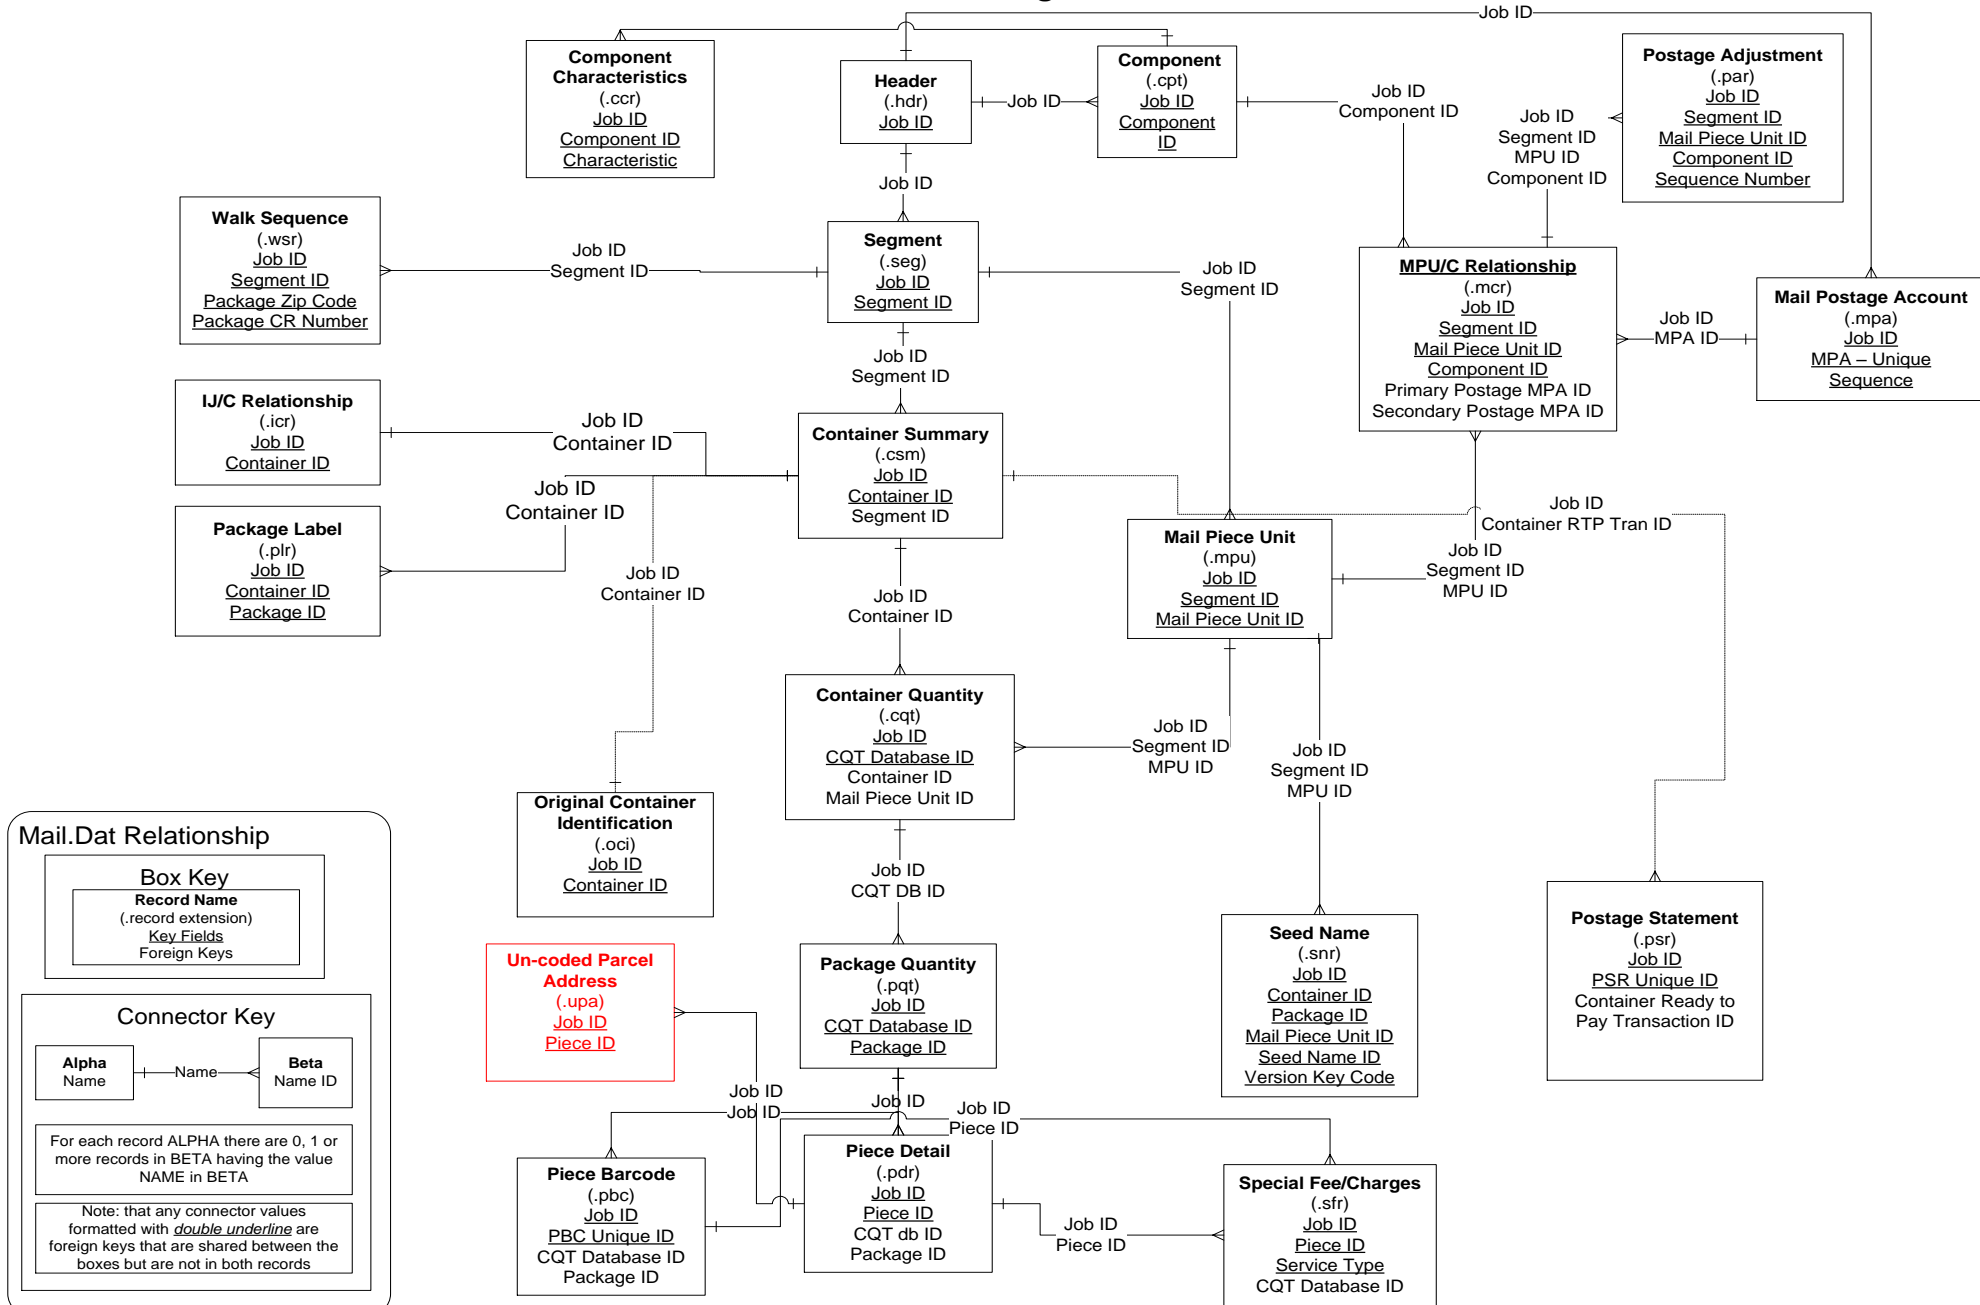 Job ID
Component
Characteristics
(.ccr)
Job ID
Component ID
Characteristic
Header
(.hdr)
Job ID
Job ID
Component
(.cpt)
Job ID
Component
ID
Job ID
Component ID
Postage Adjustment
(.par)
Job ID
Segment ID
Mail Piece Unit ID
Component ID
Sequence Number
Job ID
Segment ID
MPU ID
Component ID
Job ID
Walk Sequence
(.wsr)
Job ID
Segment ID
Package Zip Code
Package CR Number
Job ID
Segment ID
Segment
(.seg)
Job ID
Segment ID
Job ID
Segment ID
MPU/C Relationship
(.mcr)
Job ID
Segment ID
Mail Piece Unit ID
Component ID
Primary Postage MPA ID
Secondary Postage MPA ID
Job ID
MPA ID
Mail Postage Account
(.mpa)
Job ID
MPA – Unique
Sequence
Job ID
Segment ID
IJ/C Relationship
(.icr)
Job ID
Container ID
Job ID
Container ID
Container Summary
(.csm)
Job ID
Container ID
Segment ID
Package Label
(.plr)
Job ID
Container ID
Package ID
Job ID
Container ID
Job ID
Container ID
Job ID
Container ID
Mail Piece Unit
(.mpu)
Job ID
Segment ID
Mail Piece Unit ID
Job ID
Container RTP Tran ID
Job ID
Segment ID
MPU ID
Container Quantity
(.cqt)
Job ID
CQT Database ID
Container ID
Mail Piece Unit ID
Job ID
Segment ID
MPU ID
Job ID
Segment ID
MPU ID
Original Container
Identification
(.oci)
Job ID
Container ID
Job ID
CQT DB ID
Mail.Dat Relationship
Box Key
Record Name
(.record extension)
Key Fields
Foreign Keys
Connector Key
Alpha
Name
Name
Beta
Name ID
For each record ALPHA there are 0, 1 or
more records in BETA having the value
NAME in BETA
Note: that any connector values
formatted with double underline are
foreign keys that are shared between the
boxes but are not in both records
Un-coded Parcel
Address
(.upa)
Job ID
Piece ID
Package Quantity
(.pqt)
Job ID
CQT Database ID
Package ID
Seed Name
(.snr)
Job ID
Container ID
Package ID
Mail Piece Unit ID
Seed Name ID
Version Key Code
Postage Statement
(.psr)
Job ID
PSR Unique ID
Container Ready to
Pay Transaction ID
Job ID
Job ID
Job ID
Job ID
Piece ID
Piece Barcode
(.pbc)
Job ID
PBC Unique ID
CQT Database ID
Package ID
Piece Detail
(.pdr)
Job ID
Piece ID
CQT db ID
Package ID
Job ID
Piece ID
Special Fee/Charges
(.sfr)
Job ID
Piece ID
Service Type
CQT Database ID